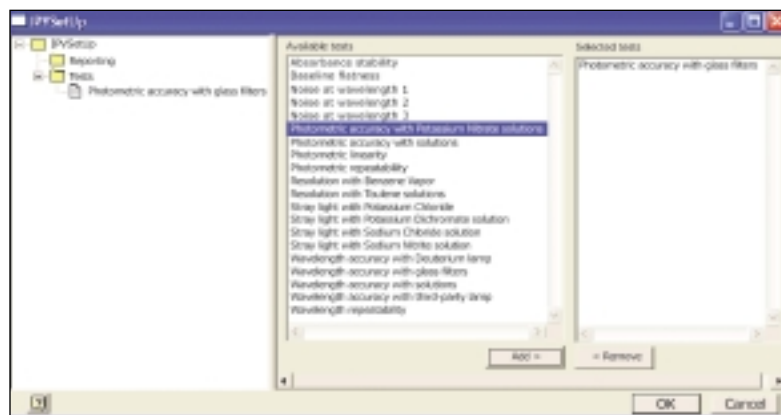 IPVSetUp
IPVSetup
Reporting
Tests
Photometric accuracy with glass filters
Available tests
Absorbance stability
Baseline flatness
Noise at wavelength 1
Noise at wavelength 2
Noise at wavelength 3
Photometric accuracy with Potassium Nitrate solutions
Photometric accuracy with solutions
Photometric linearity
Photometric repeatability
Resolution with Benzene Vapor
Resolution with Toulene solutions
Stray light with Potassium Chloride
Stray light with Potassium Dichromate solution
Stray light with Sodium Chloride solution
Stray light with Sodium Nitrite solution
Wavelength accuracy with Deuterium lamp
Wavelength accuracy with glass filters
Wavelength accuracy with solutions
Wavelength accuracy with third-party lamp
Wavelength repeatability
Selected tests
Photometric accuracy with glass filters
Add >
< Remove
OK
Cancel